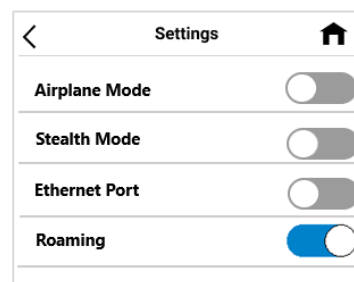 Settings
Airplane Mode
Stealth Mode
Ethernet Port
Roaming